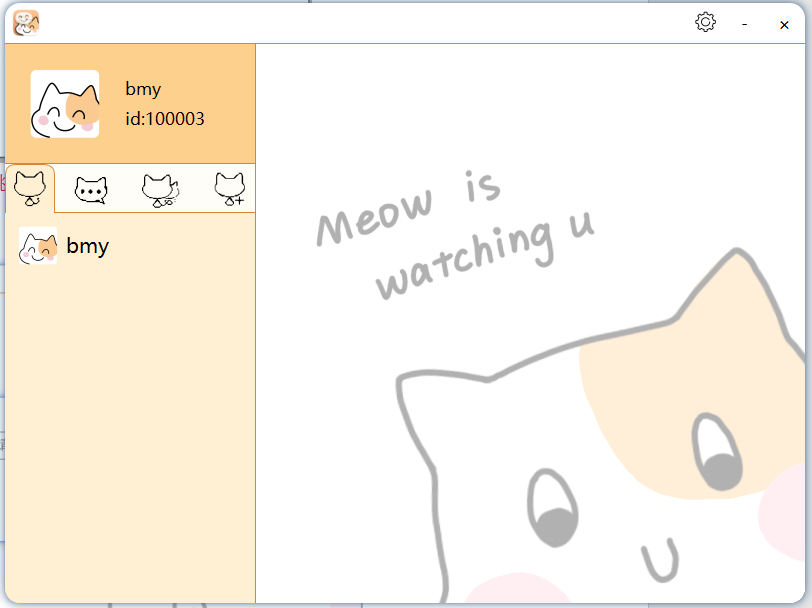 bmy
id:100003
bmy
Meow is
watching u